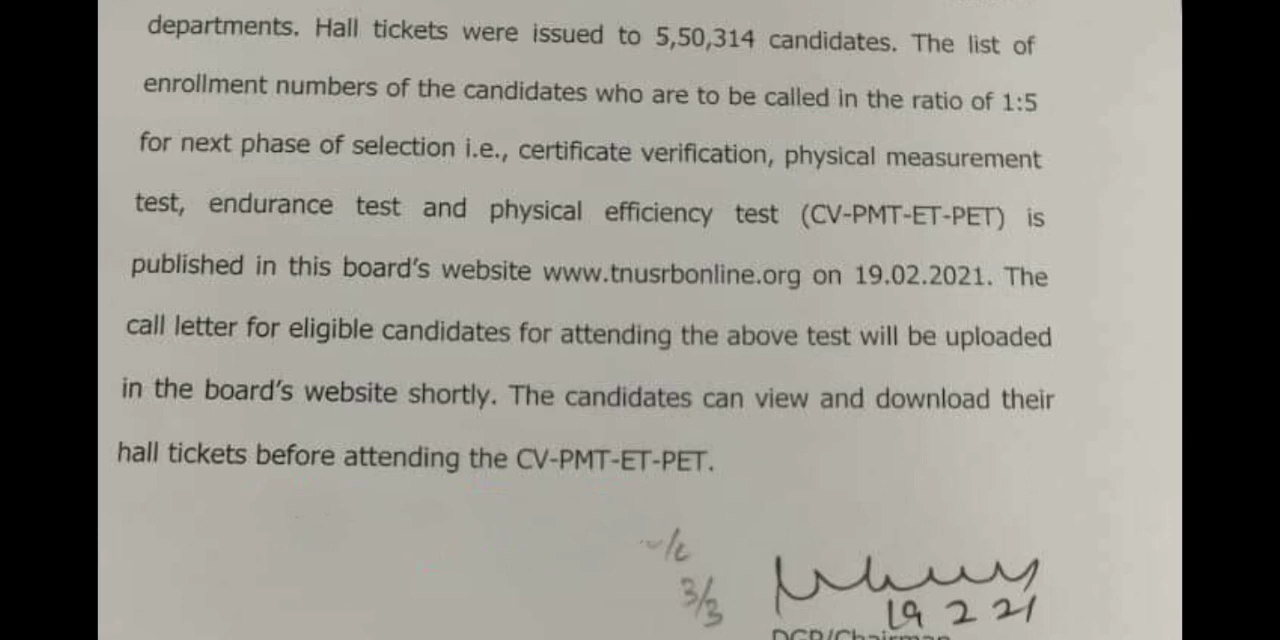 departments. Hall tickets were issued to 5,50,314 candidates. The list of
enrollment numbers of the candidates who are to be called in the ratio of 1:5
for next phase of selection i.e., certificate verification, physical measurement
test, endurance test and physical efficiency test (CV-PMT-ET-PET) is
published in this board's website www.tnusrbonline.org on 19.02.2021. The
call letter for eligible candidates for attending the above test will be uploaded
in the board's website shortly. The candidates can view and download their
hall tickets before attending the CV-PMT-ET-PET.
3/3
19 2 21
DGP/Chairman